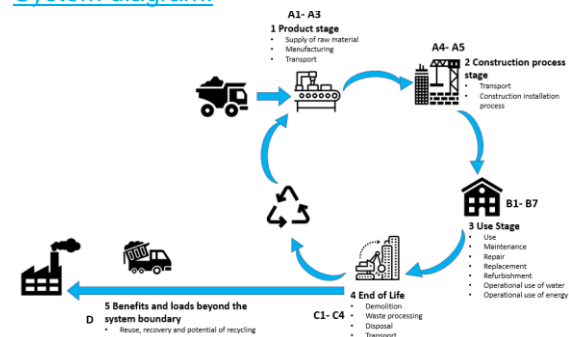 System diagram:
A1- A3
1 Product stage
• Supply of raw material
• Manufacturing
• Transport
A4- A5
2 Construction process
stage
• Transport
• Construction installation
process
B1- B7
3 Use Stage
• Use
• Maintenance
• Repair
• Replacement
• Refurbishment
• Operational use of water
• Operational use of energy
4 End of Life
C1- C4
• Demolition
• Waste processing
• Disposal
• Transport
5 Benefits and loads beyond the
D system boundary
• Reuse, recovery and potential of recycling